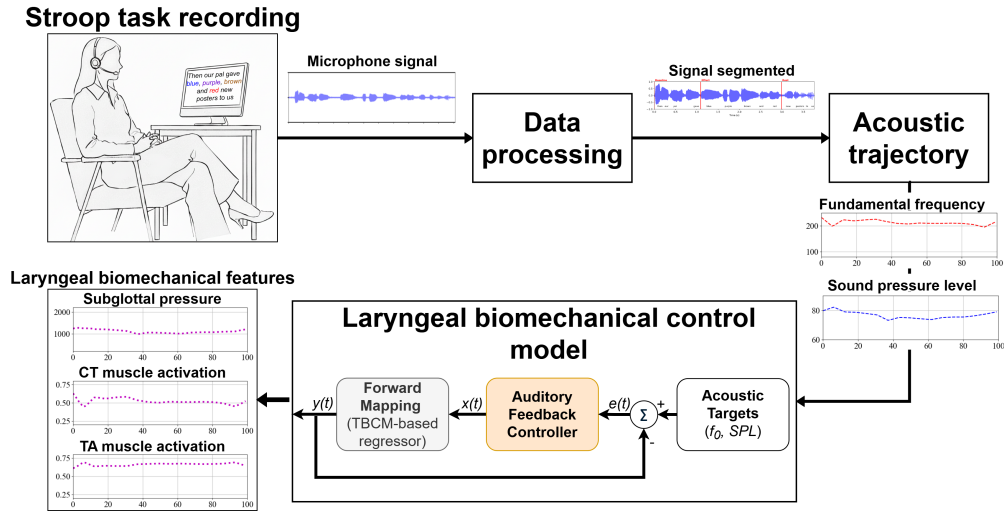 Stroop task recording
Then our pal gave
blue, purple, brown
and red new
posters to us
Microphone signal
Data
processing
Signal segmented
Acoustic
trajectory
Fundamental frequency
200
100
0 20 40 60 80 100
Sound pressure level
80
60
0 20 40 60 80 100
Laryngeal biomechanical features
Subglottal pressure
2000
1000
0 20 40 60 80 100
CT muscle activation
0.75
0.50
0.25
0 20 40 60 80 100
TA muscle activation
0.75
0.50
0.25
0 20 40 60 80 100
Laryngeal biomechanical control
model
y(t)
Forward
Mapping
(TBCM-based
regressor)
x(t)
Auditory
Feedback
Controller
e(t)
Σ
+
-
Acoustic
Targets
(f0, SPL)